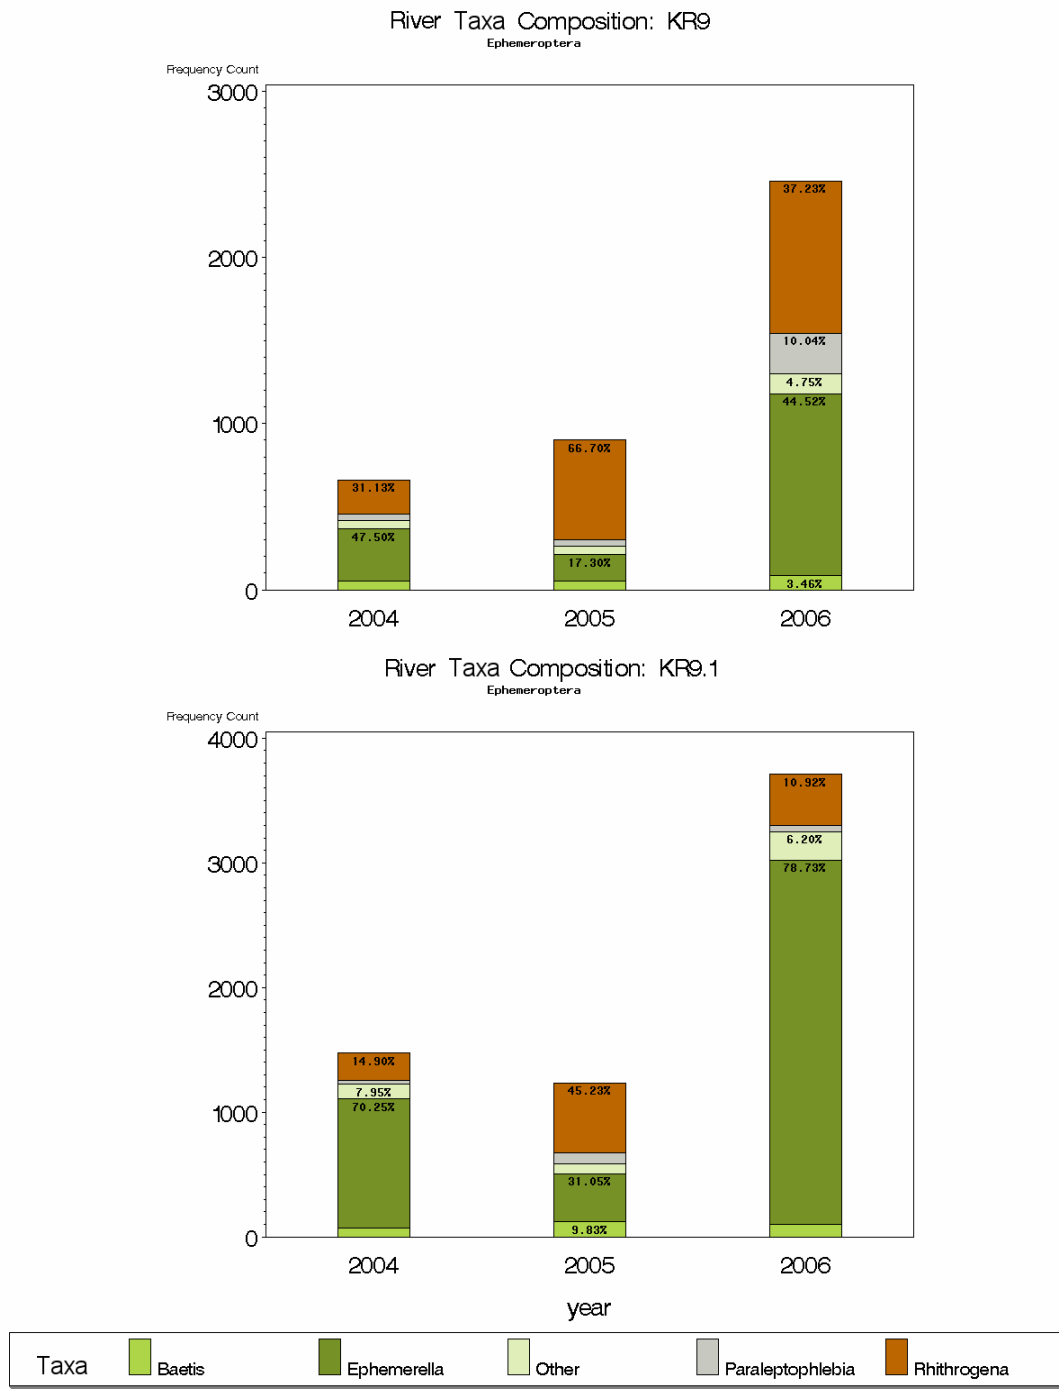 River Taxa Composition: KR9
Ephemeroptera
Frequency Count
3000
37.23%
2000
10.04%
4.75%
44.52%
1000
66.70%
31.13%
47.50%
17.30%
3.46%
0
2004 2005 2006
River Taxa Composition: KR9.1
Ephemeroptera
Frequency Count
4000
10.92%
6.20%
3000
78.73%
2000
14.90%
45.23%
7.95%
70.25%
1000
31.05%
9.83%
0
2004 2005 2006
year
Taxa Baetis Ephemerella Other Paraleptophlebia Rhithrogena